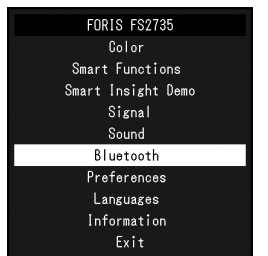 FORIS FS2735
Color
Smart Functions
Smart Insight Demo
Signal
Sound
Bluetooth
Preferences
Languages
Information
Exit